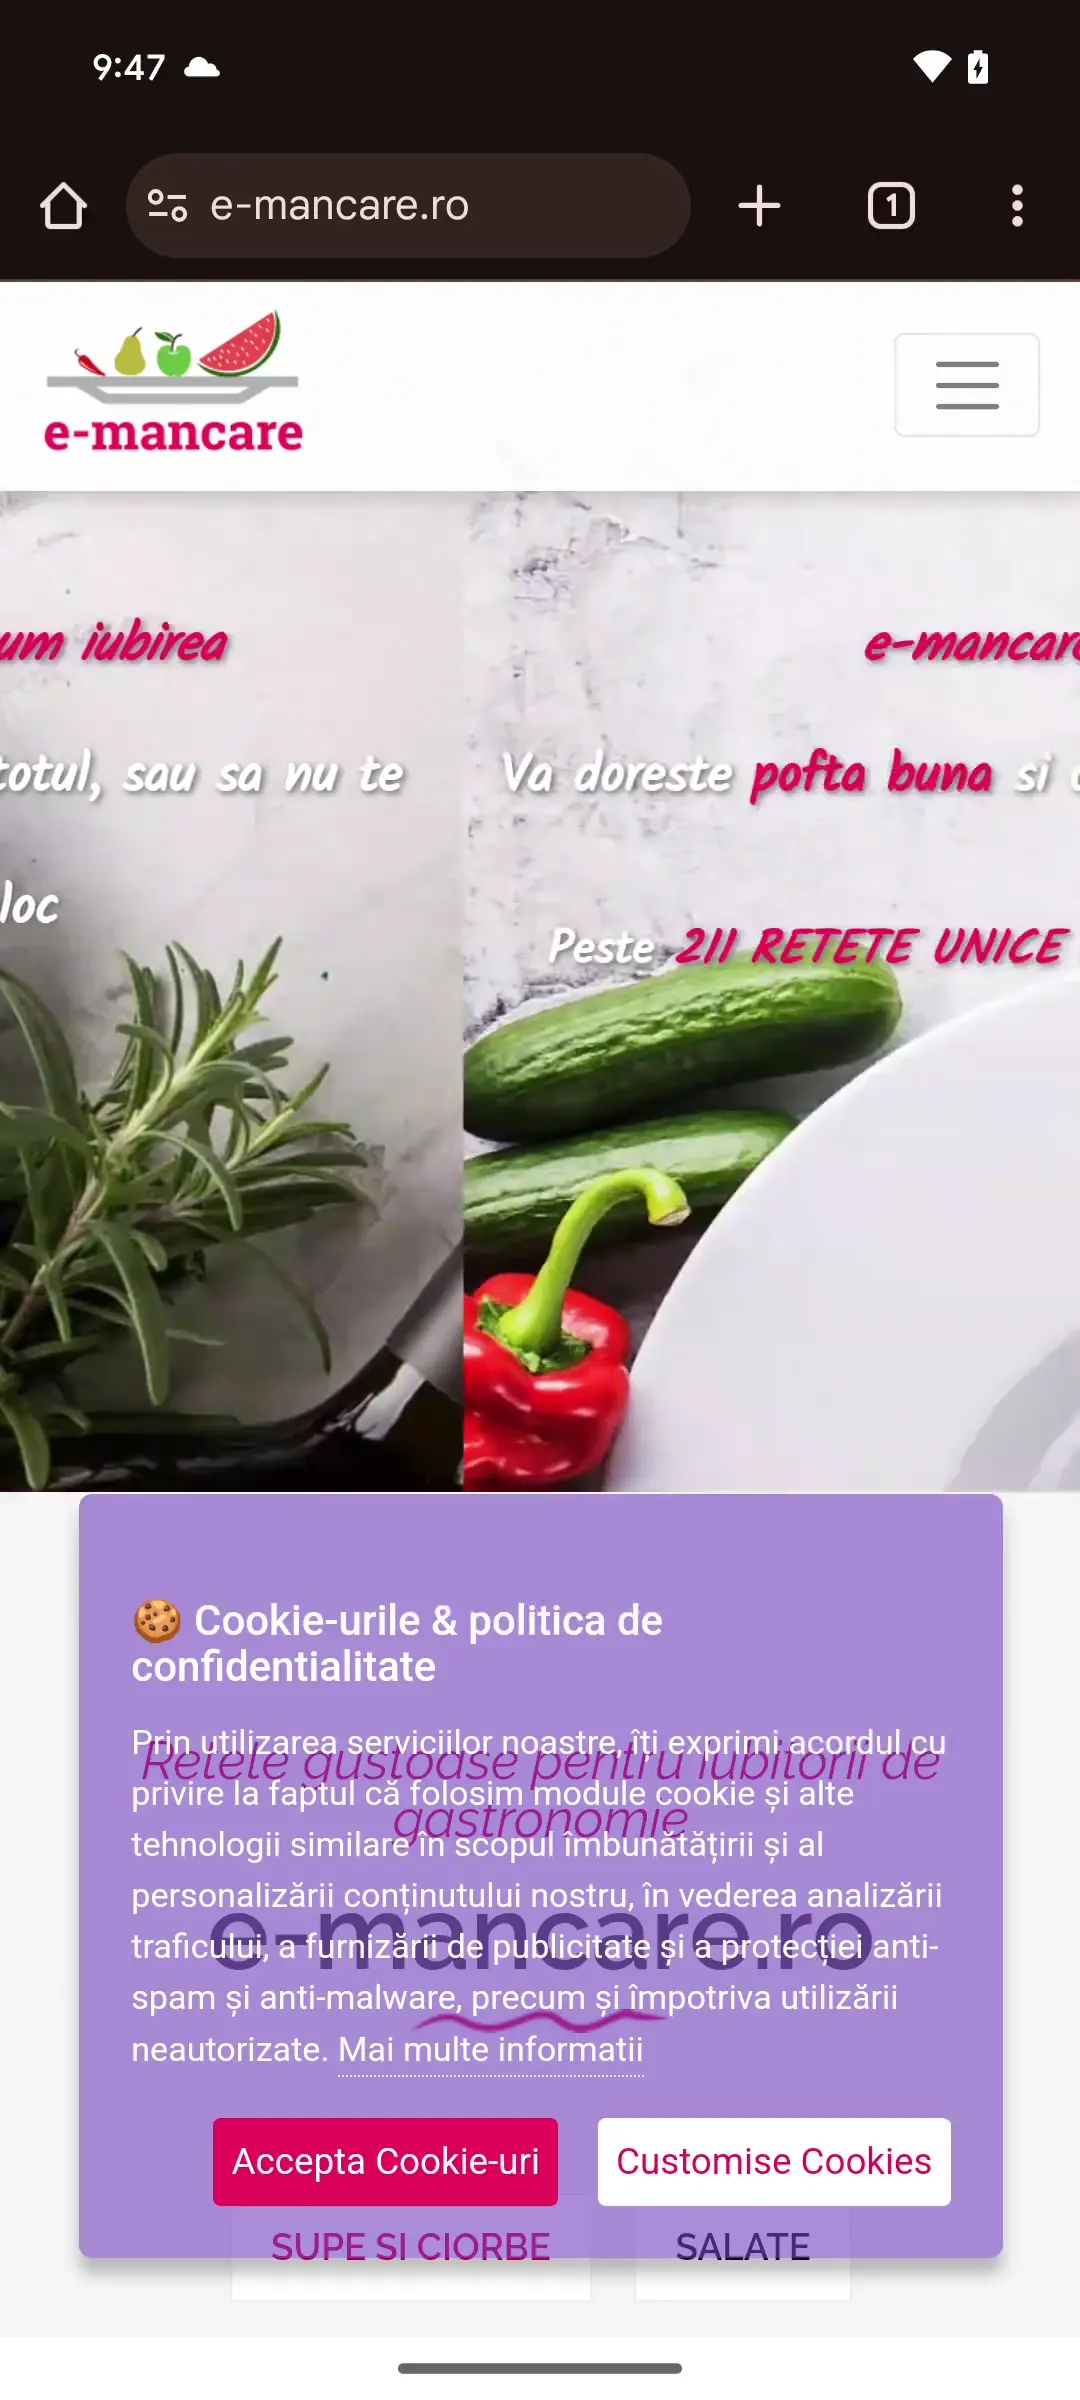 9:47
e-mancare.ro
1
e-mancare
um iubirea
e-mancare
totul, sau sa nu te
Va doreste pofta buna si
loc
Peste 211 RETETE UNICE
🍪 Cookie-urile & politica de
confidentialitate
Prin utilizarea serviciilor noastre, îți exprimi acordul cu
privire la faptul că folosim module cookie și alte
tehnologii similare în scopul îmbunătățirii și al
personalizării conținutului nostru, în vederea analizării
traficului, a furnizării de publicitate și a protecției anti-
spam și anti-malware, precum și împotriva utilizării
neautorizate. Mai multe informatii
Retete gustoase pentru iubitorii de
gastronomie
e-mancare.ro
Accepta Cookie-uri
Customise Cookies
SUPE SI CIORBE
SALATE